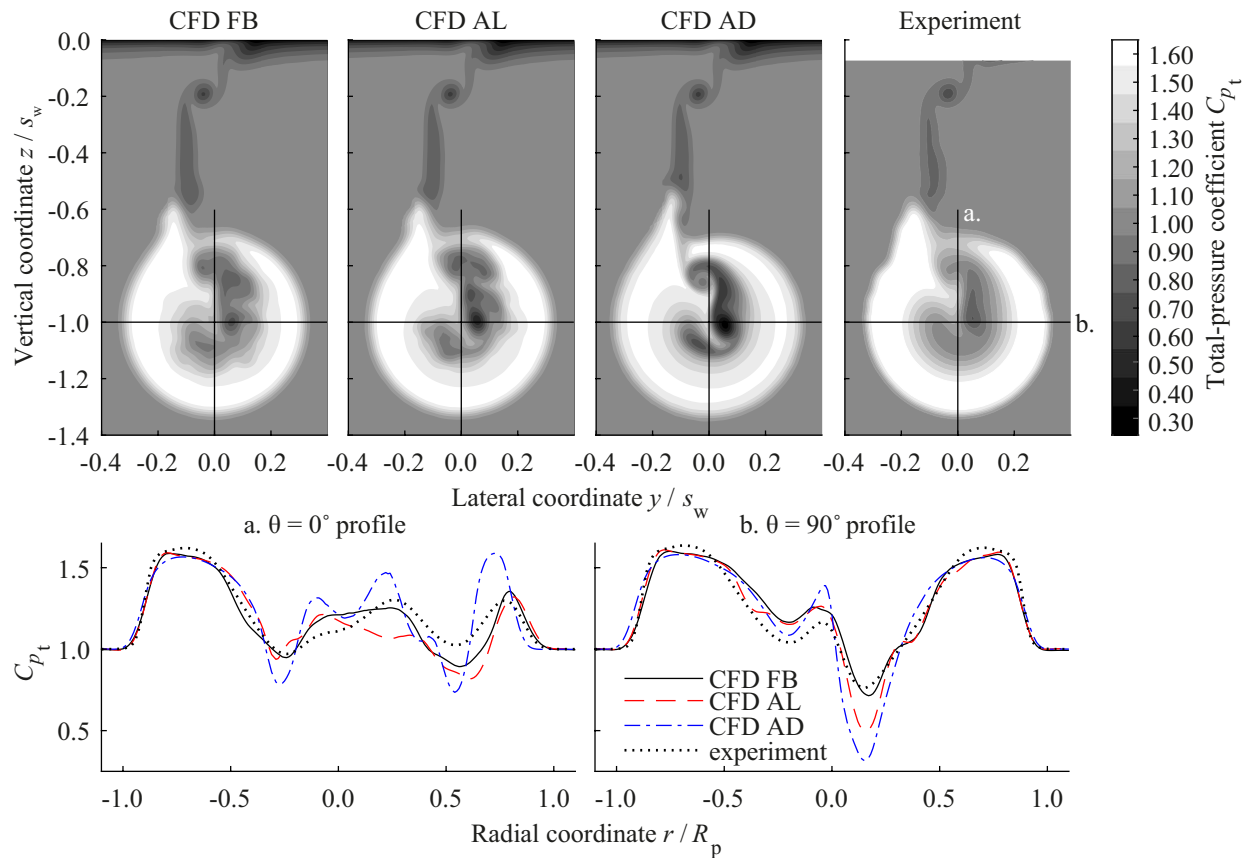 CFD FB CFD AL CFD AD Experiment
0.0
-0.2
-0.4
-0.6
-0.8
-1.0
-1.2
-1.4
Vertical coordinate z / s_w
a.
b.
1.60
1.50
1.40
1.30
1.20
1.10
1.00
0.90
0.80
0.70
0.60
0.50
0.40
0.30
Total-pressure coefficient C_p_t
-0.4 -0.2 0.0 0.2 -0.4 -0.2 0.0 0.2 -0.4 -0.2 0.0 0.2 -0.4 -0.2 0.0 0.2 0.4
Lateral coordinate y / s_w
a. θ = 0° profile b. θ = 90° profile
1.5
1.0
0.5
C_p_t
CFD FB
CFD AL
CFD AD
experiment
-1.0 -0.5 0.0 0.5 1.0 -1.0 -0.5 0.0 0.5 1.0
Radial coordinate r / R_p